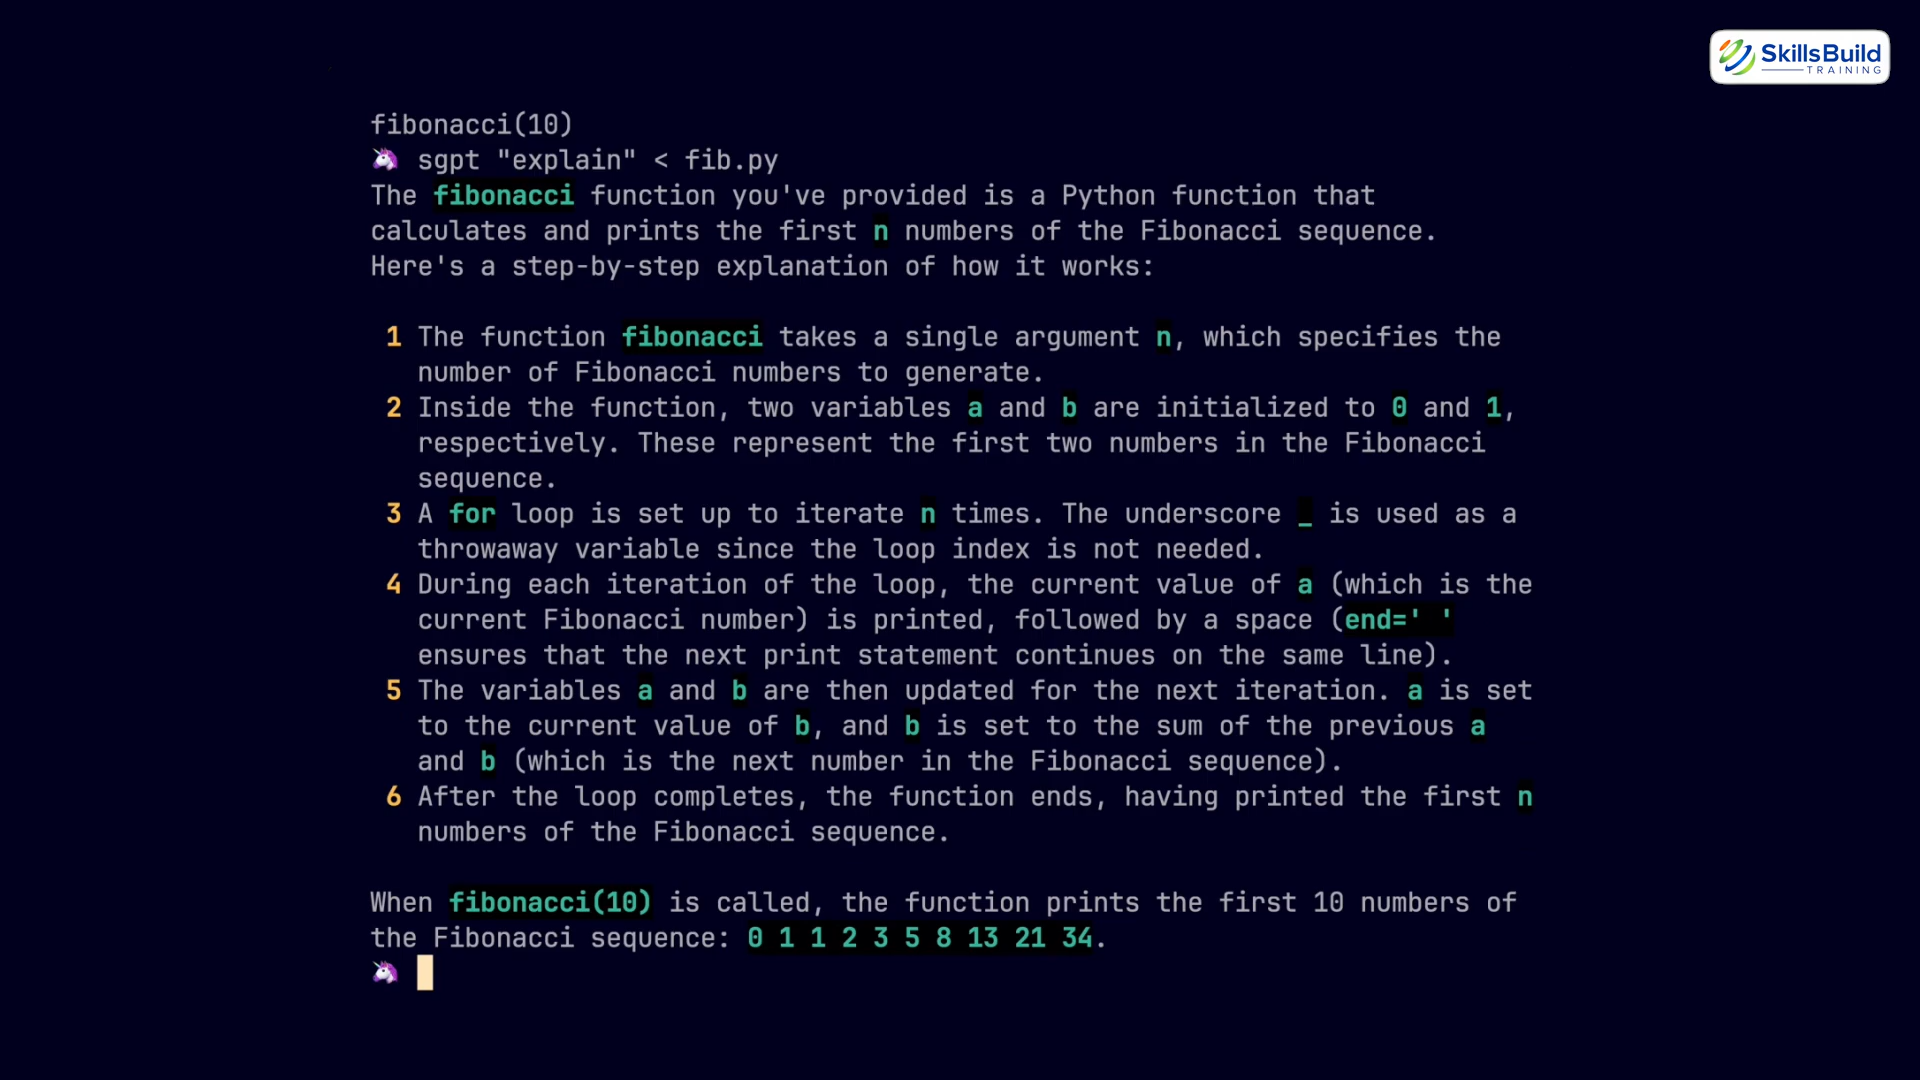 SkillsBuild
TRAINING
fibonacci(10)
sgpt "explain" < fib.py
The fibonacci function you've provided is a Python function that
calculates and prints the first n numbers of the Fibonacci sequence.
Here's a step-by-step explanation of how it works:
1 The function fibonacci takes a single argument n, which specifies the
number of Fibonacci numbers to generate.
2 Inside the function, two variables a and b are initialized to 0 and 1,
respectively. These represent the first two numbers in the Fibonacci
sequence.
3 A for loop is set up to iterate n times. The underscore _ is used as a
throwaway variable since the loop index is not needed.
4 During each iteration of the loop, the current value of a (which is the
current Fibonacci number) is printed, followed by a space (end=' '
ensures that the next print statement continues on the same line).
5 The variables a and b are then updated for the next iteration. a is set
to the current value of b, and b is set to the sum of the previous a
and b (which is the next number in the Fibonacci sequence).
6 After the loop completes, the function ends, having printed the first n
numbers of the Fibonacci sequence.
When fibonacci(10) is called, the function prints the first 10 numbers of
the Fibonacci sequence: 0 1 1 2 3 5 8 13 21 34.